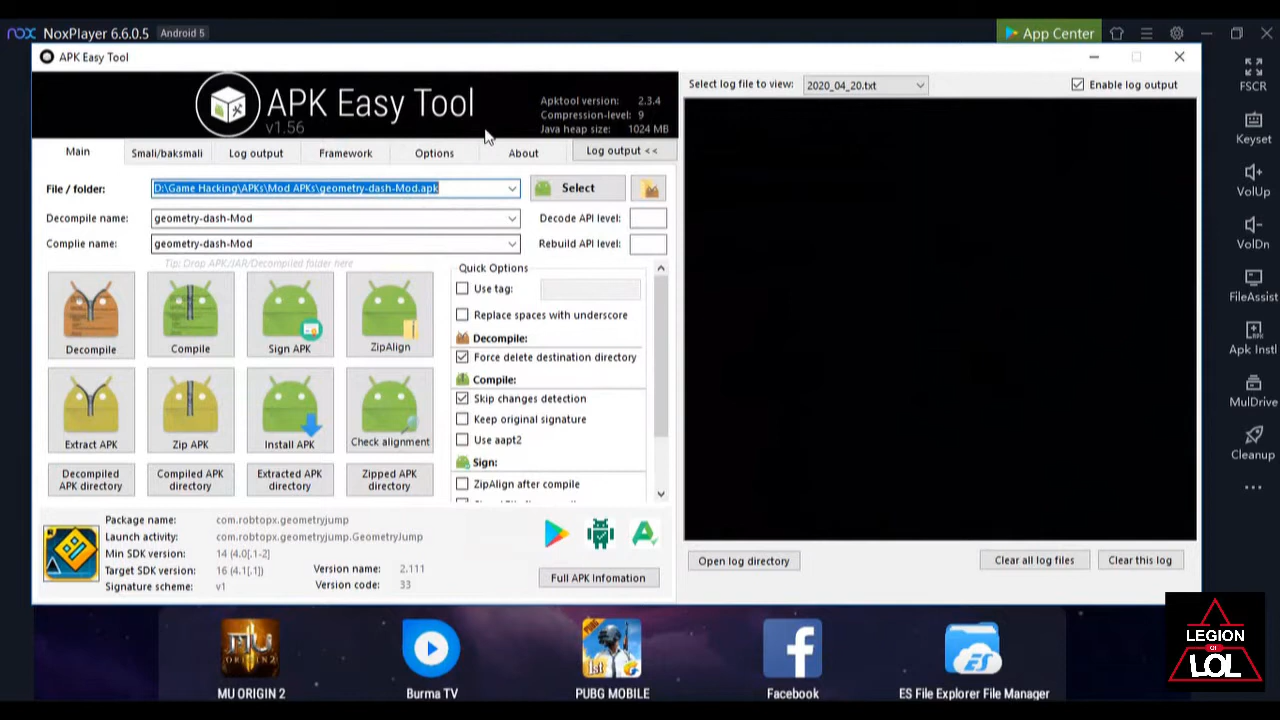 nox NoxPlayer 6.6.0.5 Android 5 App Center
APK Easy Tool
FSCR
Keyset
VolUp
VolDn
FileAssist
Apk Instl
MulDrive
Cleanup
APK Easy Tool
v1.56
Apktool version: 2.3.4
Compression-level: 9
Java heap size: 1024 MB
Select log file to view: 2020_04_20.txt Enable log output
Main Smali/baksmali Log output Framework Options About Log output <<
File / folder: D:\Game Hacking\APKs\Mod APKs\geometry-dash-Mod.apk Select
Decompile name: geometry-dash-Mod Decode API level:
Complie name: geometry-dash-Mod Rebuild API level:
Tip: Drop APK/JAR/Decompiled folder here
Decompile Compile Sign APK ZipAlign
Extract APK Zip APK Install APK Check alignment
Decompiled APK directory
Compiled APK directory
Extracted APK directory
Zipped APK directory
Quick Options
Use tag:
Replace spaces with underscore
Decompile:
Force delete destination directory
Compile:
Skip changes detection
Keep original signature
Use aapt2
Sign:
ZipAlign after compile
Package name: com.robtopx.geometryjump
Launch activity: com.robtopx.geometryjump.GeometryJump
Min SDK version: 14 (4.0[.1-2])
Target SDK version: 16 (4.1[.1])
Signature scheme: v1
Version name: 2.111
Version code: 33
Full APK Infomation
Open log directory Clear all log files Clear this log
MU ORIGIN 2
Burma TV
1st
PUBG MOBILE
Facebook
ES
ES File Explorer File Manager
LEGION
OF
LOL